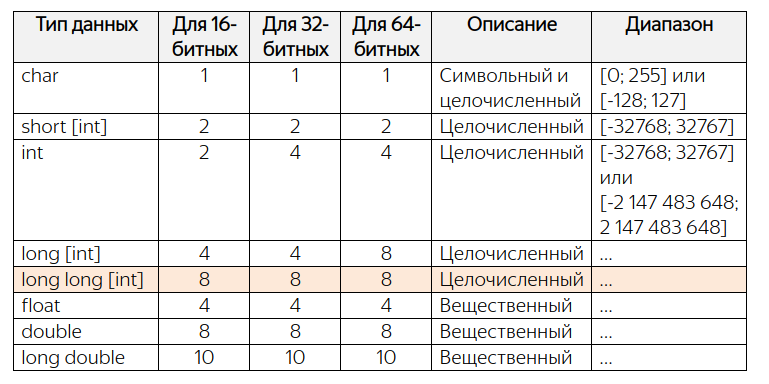 Тип данных Для 16-битных Для 32-битных Для 64-битных Описание Диапазон
char 1 1 1 Символьный и целочисленный [0; 255] или [-128; 127]
short [int] 2 2 2 Целочисленный [-32768; 32767]
int 2 4 4 Целочисленный [-32768; 32767] или [-2 147 483 648; 2 147 483 648]
long [int] 4 4 8 Целочисленный ...
long long [int] 8 8 8 Целочисленный ...
float 4 4 4 Вещественный ...
double 8 8 8 Вещественный ...
long double 10 10 10 Вещественный ...